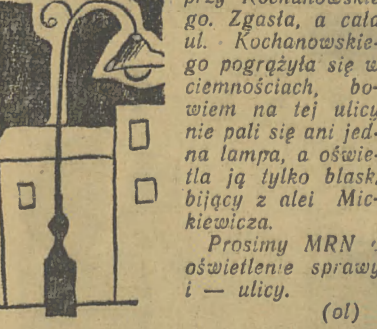 przy Kochanowskie-
go. Zgasła, a cała
ul. Kochanowskie-
go pogrążyła się w
ciemnościach, bo-
wiem na tej ulicy
nie pali się ani jed-
na lampa, a oświe-
tla ją tylko blask,
bijący z alei Mic-
kiewicza.
Prosimy MRN o
oświetlenie sprawy
i — ulicy.
(ol)